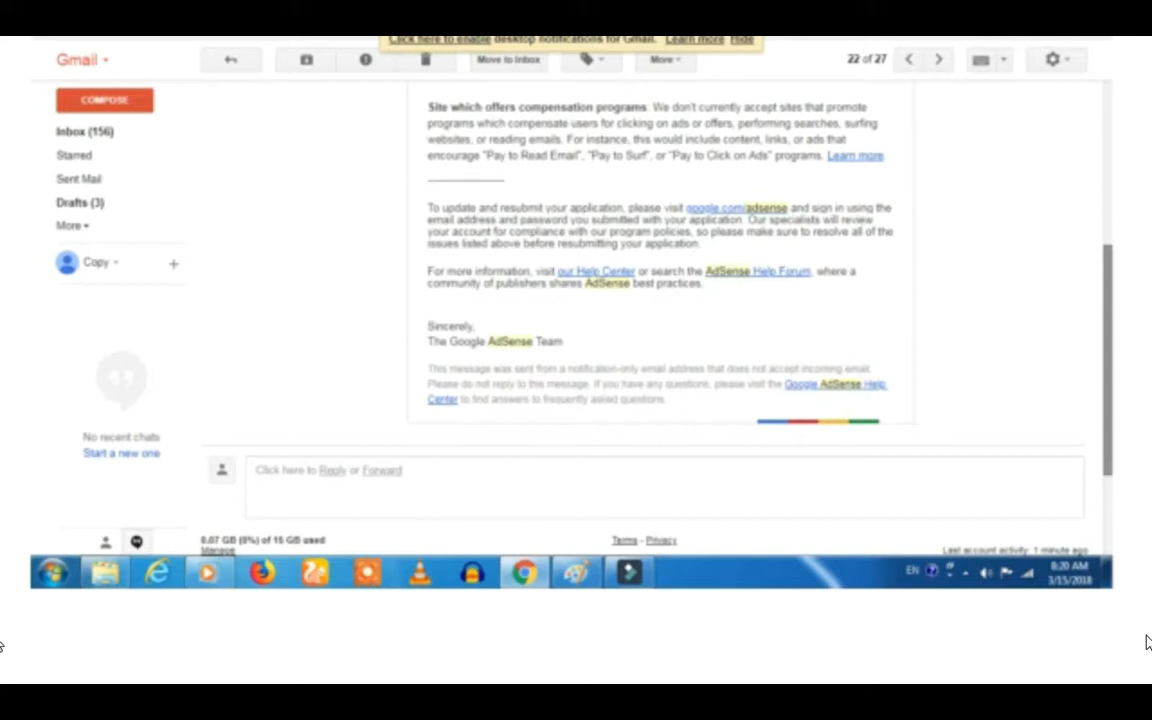 Click here to enable desktop notifications for Gmail. Learn more Hide
Gmail
Move to Inbox
More
22 of 27
COMPOSE
Inbox (156)
Starred
Sent Mail
Drafts (3)
More
Copy
+
No recent chats
Start a new one
Site which offers compensation programs: We don't currently accept sites that promote
programs which compensate users for clicking on ads or offers, performing searches, surfing
websites, or reading emails. For instance, this would include content, links, or ads that
encourage "Pay to Read Email", "Pay to Surf", or "Pay to Click on Ads" programs. Learn more
To update and resubmit your application, please visit google.com/adsense and sign in using the
email address and password you submitted with your application. Our specialists will review
your account for compliance with our program policies, so please make sure to resolve all of the
issues listed above before resubmitting your application.
For more information, visit our Help Center or search the AdSense Help Forum, where a
community of publishers shares AdSense best practices.
Sincerely,
The Google AdSense Team
This message was sent from a notification-only email address that does not accept incoming email.
Please do not reply to this message. If you have any questions, please visit the Google AdSense Help
Center to find answers to frequently asked questions.
Click here to Reply or Forward
0.07 GB (0%) of 15 GB used
Manage
Terms - Privacy
Last account activity: 1 minute ago
EN
8:20 AM
3/15/2018